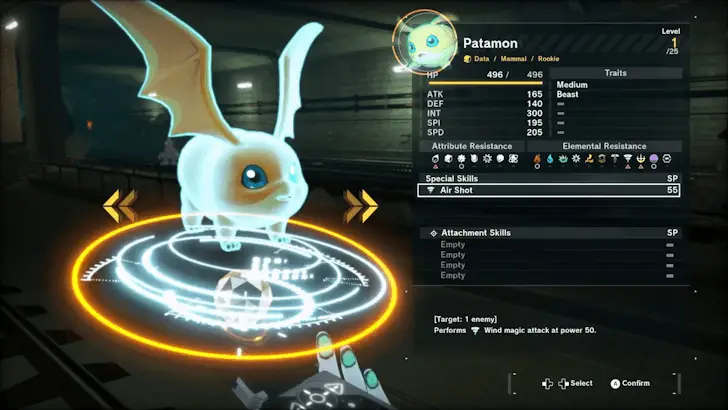 Patamon
Level
1
/25
Data / Mammal / Rookie
HP 496 / 496
ATK 165
DEF 140
INT 300
SPI 195
SPD 205
Traits
Medium
Beast
Attribute Resistance
Elemental Resistance
Special Skills SP
Air Shot 55
Attachment Skills SP
Empty
Empty
Empty
Empty
[Target: 1 enemy]
Performs Wind magic attack at power 50.
Select
A Confirm